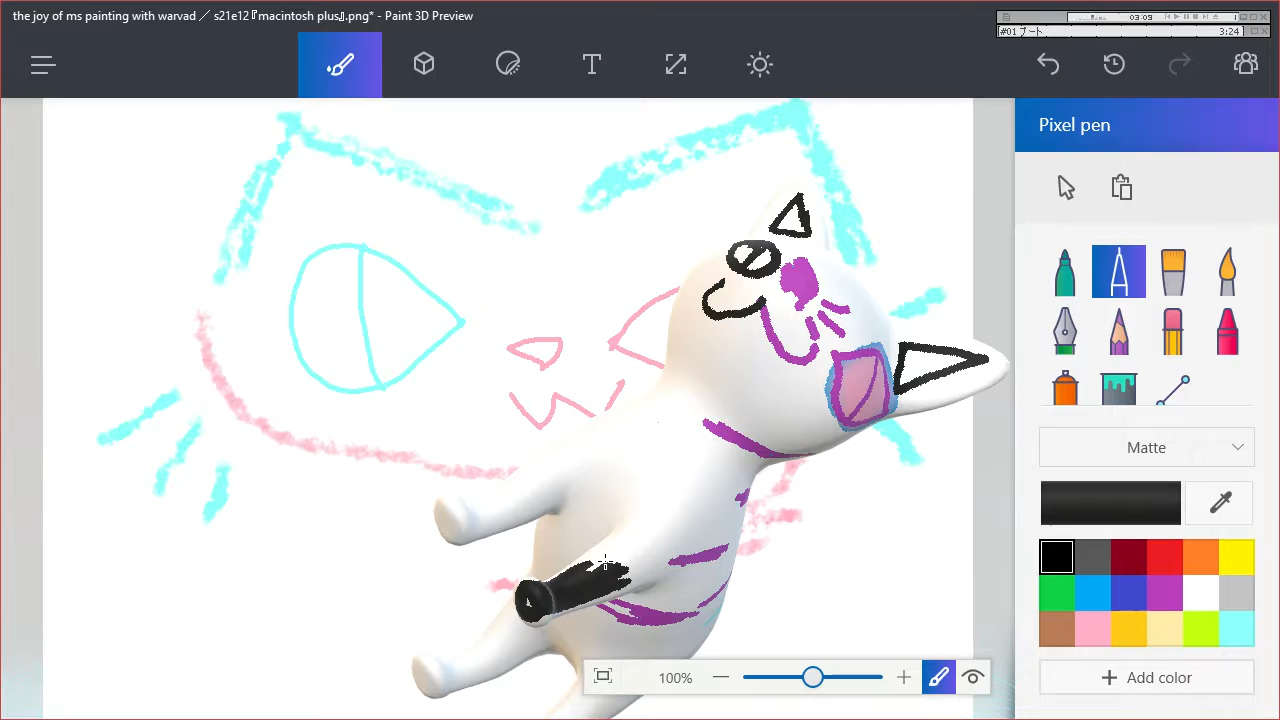 the joy of ms painting with warvad ／ s21e12『macintosh plus』.png* - Paint 3D Preview
03:09
#01 ブート
3:24
T
Pixel pen
Matte
100%
Add color